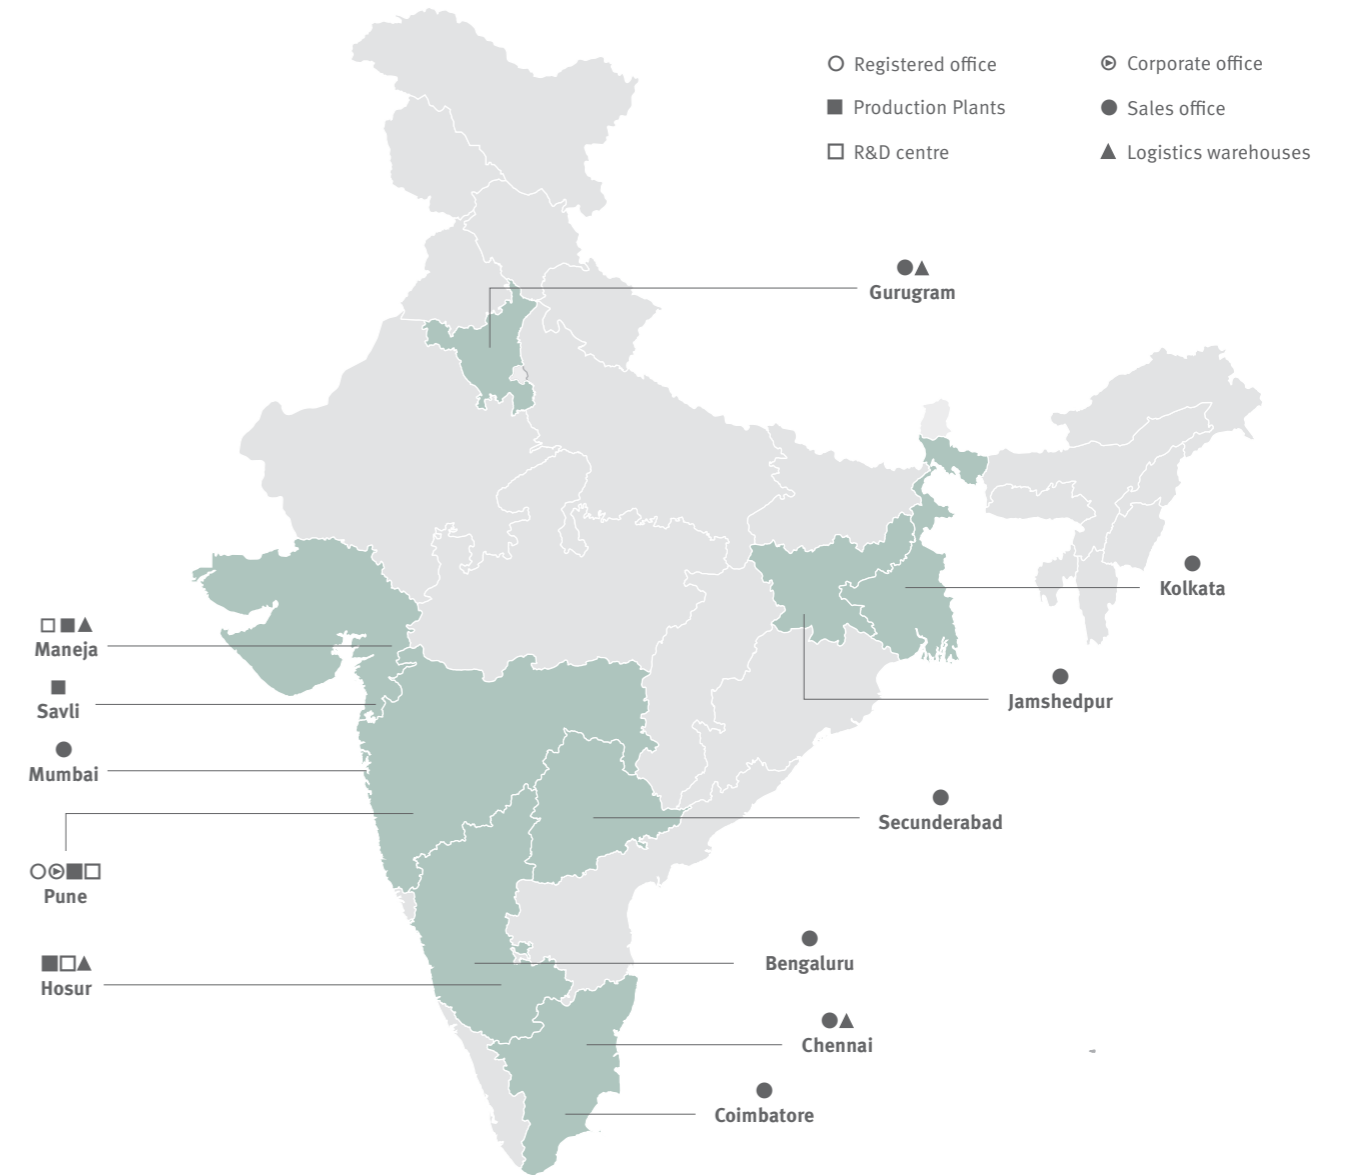 Registered office
Corporate office
Production Plants
Sales office
R&D centre
Logistics warehouses
Gurugram
Kolkata
Maneja
Jamshedpur
Savli
Mumbai
Secunderabad
Pune
Bengaluru
Hosur
Chennai
Coimbatore